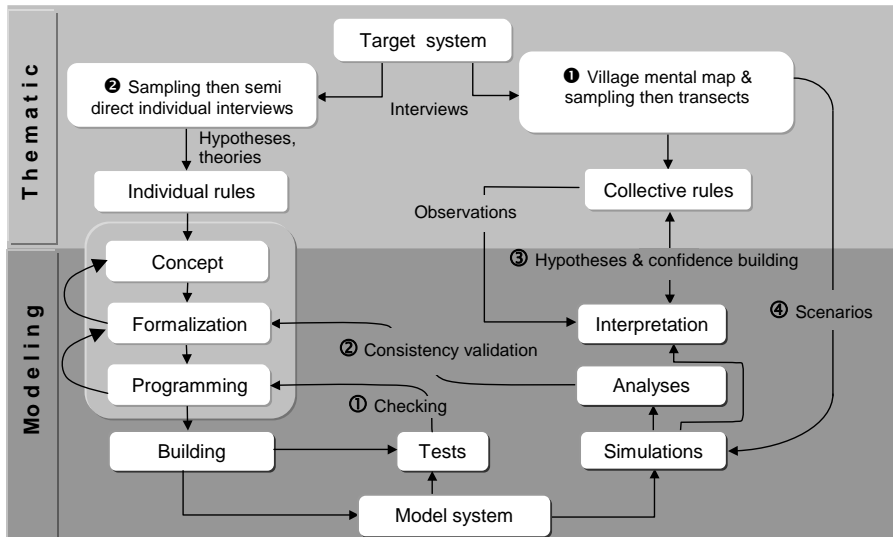 Thematic
Modeling
Target system
❷ Sampling then semi
direct individual interviews
Interviews
❶ Village mental map &
sampling then transects
Hypotheses,
theories
Individual rules
Collective rules
Observations
Concept
③ Hypotheses & confidence building
Formalization
Interpretation
④ Scenarios
② Consistency validation
Programming
Analyses
① Checking
Building
Tests
Simulations
Model system